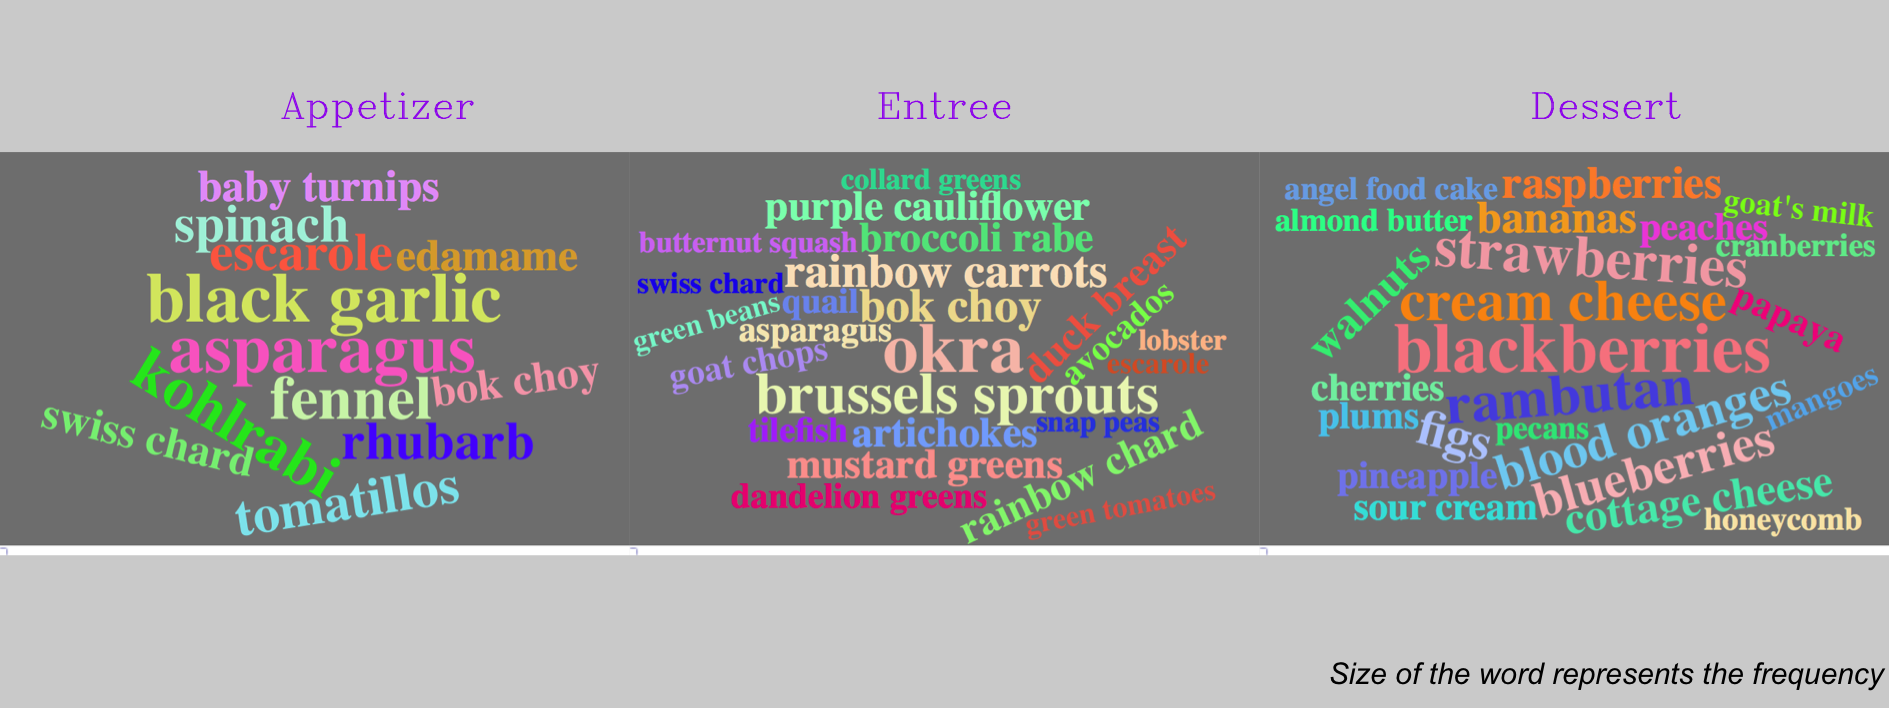 Appetizer
Entree
Dessert
baby turnips
spinach
escarole
edamame
black garlic
asparagus
kohlrabi
fennel
bok choy
swiss chard
rhubarb
tomatillos
collard greens
purple cauliflower
butternut squash
broccoli rabe
swiss chard
rainbow carrots
duck breast
green beans
quail
bok choy
avocados
asparagus
goat chops
okra
lobster
escarole
brussels sprouts
tilefish
artichokes
snap peas
mustard greens
rainbow chard
dandelion greens
green tomatoes
angel food cake
raspberries
goat's milk
almond butter
bananas
peaches
cranberries
strawberries
walnuts
cream cheese
papaya
blackberries
cherries
rambutan
mangoes
plums
figs
pecans
blood oranges
pineapple
blueberries
sour cream
cottage cheese
honeycomb
Size of the word represents the frequency